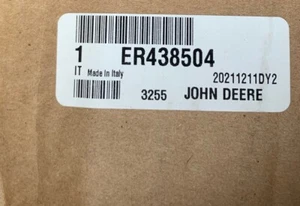 1 ER438504
IT Made in Italy 20211211DY2
3255 JOHN DEERE